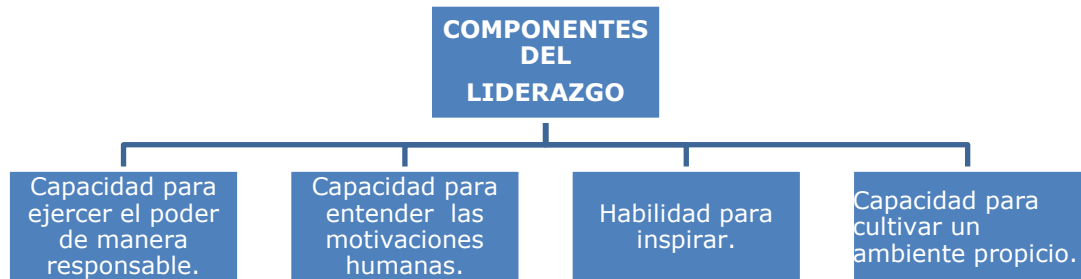 COMPONENTES
DEL
LIDERAZGO
Capacidad para
ejercer el poder
de manera
responsable.
Capacidad para
entender las
motivaciones
humanas.
Habilidad para
inspirar.
Capacidad para
cultivar un
ambiente propicio.